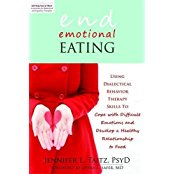 end
emotional
EATING
USING
DIALECTICAL
BEHAVIOR
THERAPY
SKILLS TO
Cope with Difficult
Emotions and
Develop a Healthy
Relationship
to Food
JENNIFER L. TAITZ, PSYD